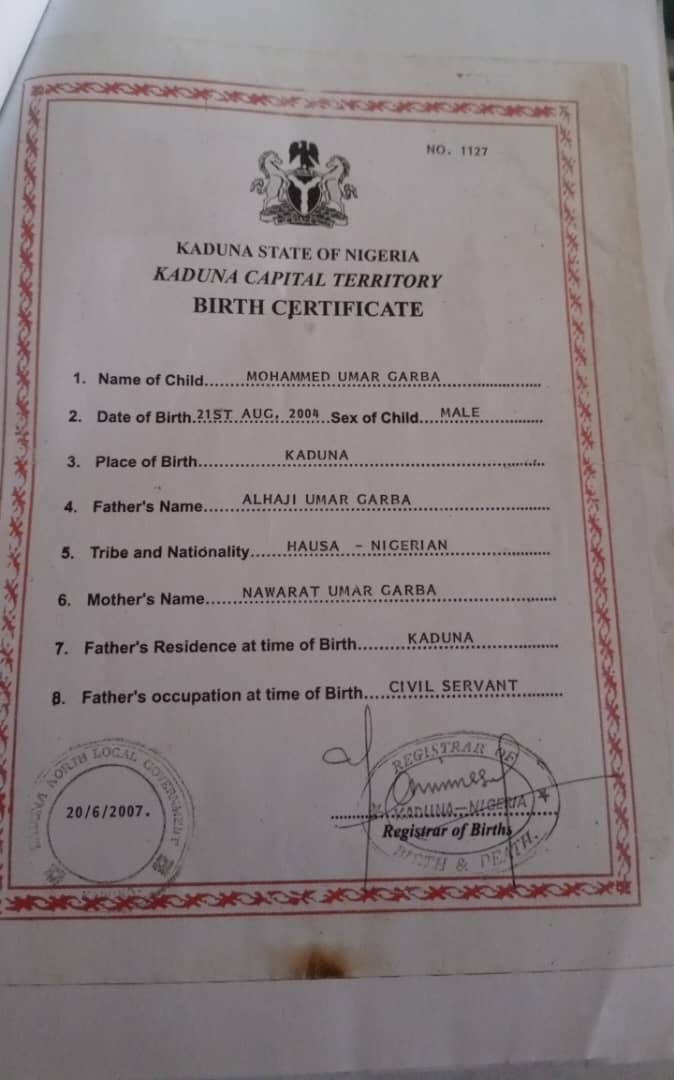 NO. 1127
KADUNA STATE OF NIGERIA
KADUNA CAPITAL TERRITORY
BIRTH CERTIFICATE
1. Name of Child......MOHAMMED UMAR GARBA......
2. Date of Birth.21ST AUG, 2004..Sex of Child....MALE......
3. Place of Birth......KADUNA......
4. Father's Name......ALHAJI UMAR GARBA......
5. Tribe and Nationality......HAUSA - NIGERIAN......
6. Mother's Name......NAWARAT UMAR GARBA......
7. Father's Residence at time of Birth......KADUNA......
8. Father's occupation at time of Birth....CIVIL SERVANT......
KADUNA NORTH LOCAL GOVERNMENT
20/6/2007.
REGISTRAR OF
KADUNA-NIGERIA
Registrar of Births
BIRTH & DEATH.